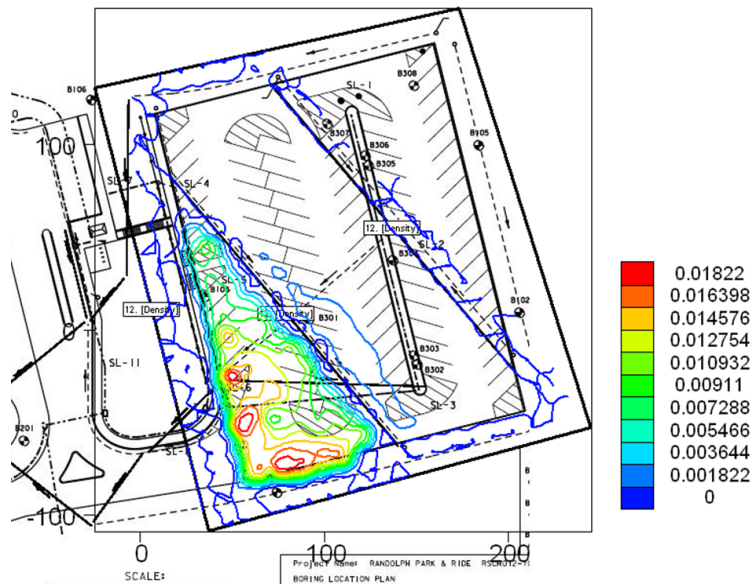 B106
B308
SL-1
B307
B105
100
B306
B305
SL-7
SL-4
12. [Density]
SL-2
0.01822
0.016398
0.014576
0.012754
0.010932
0.00911
0.007288
0.005466
0.003644
0.001822
0
12. [Density]
B301
B102
SL-11
B303
B302
SL-3
B201
-100
0
100
200
SCALE:
Project Name: RANDOLPH PARK & RIDE
BORING LOCATION PLAN
B
B
B
B